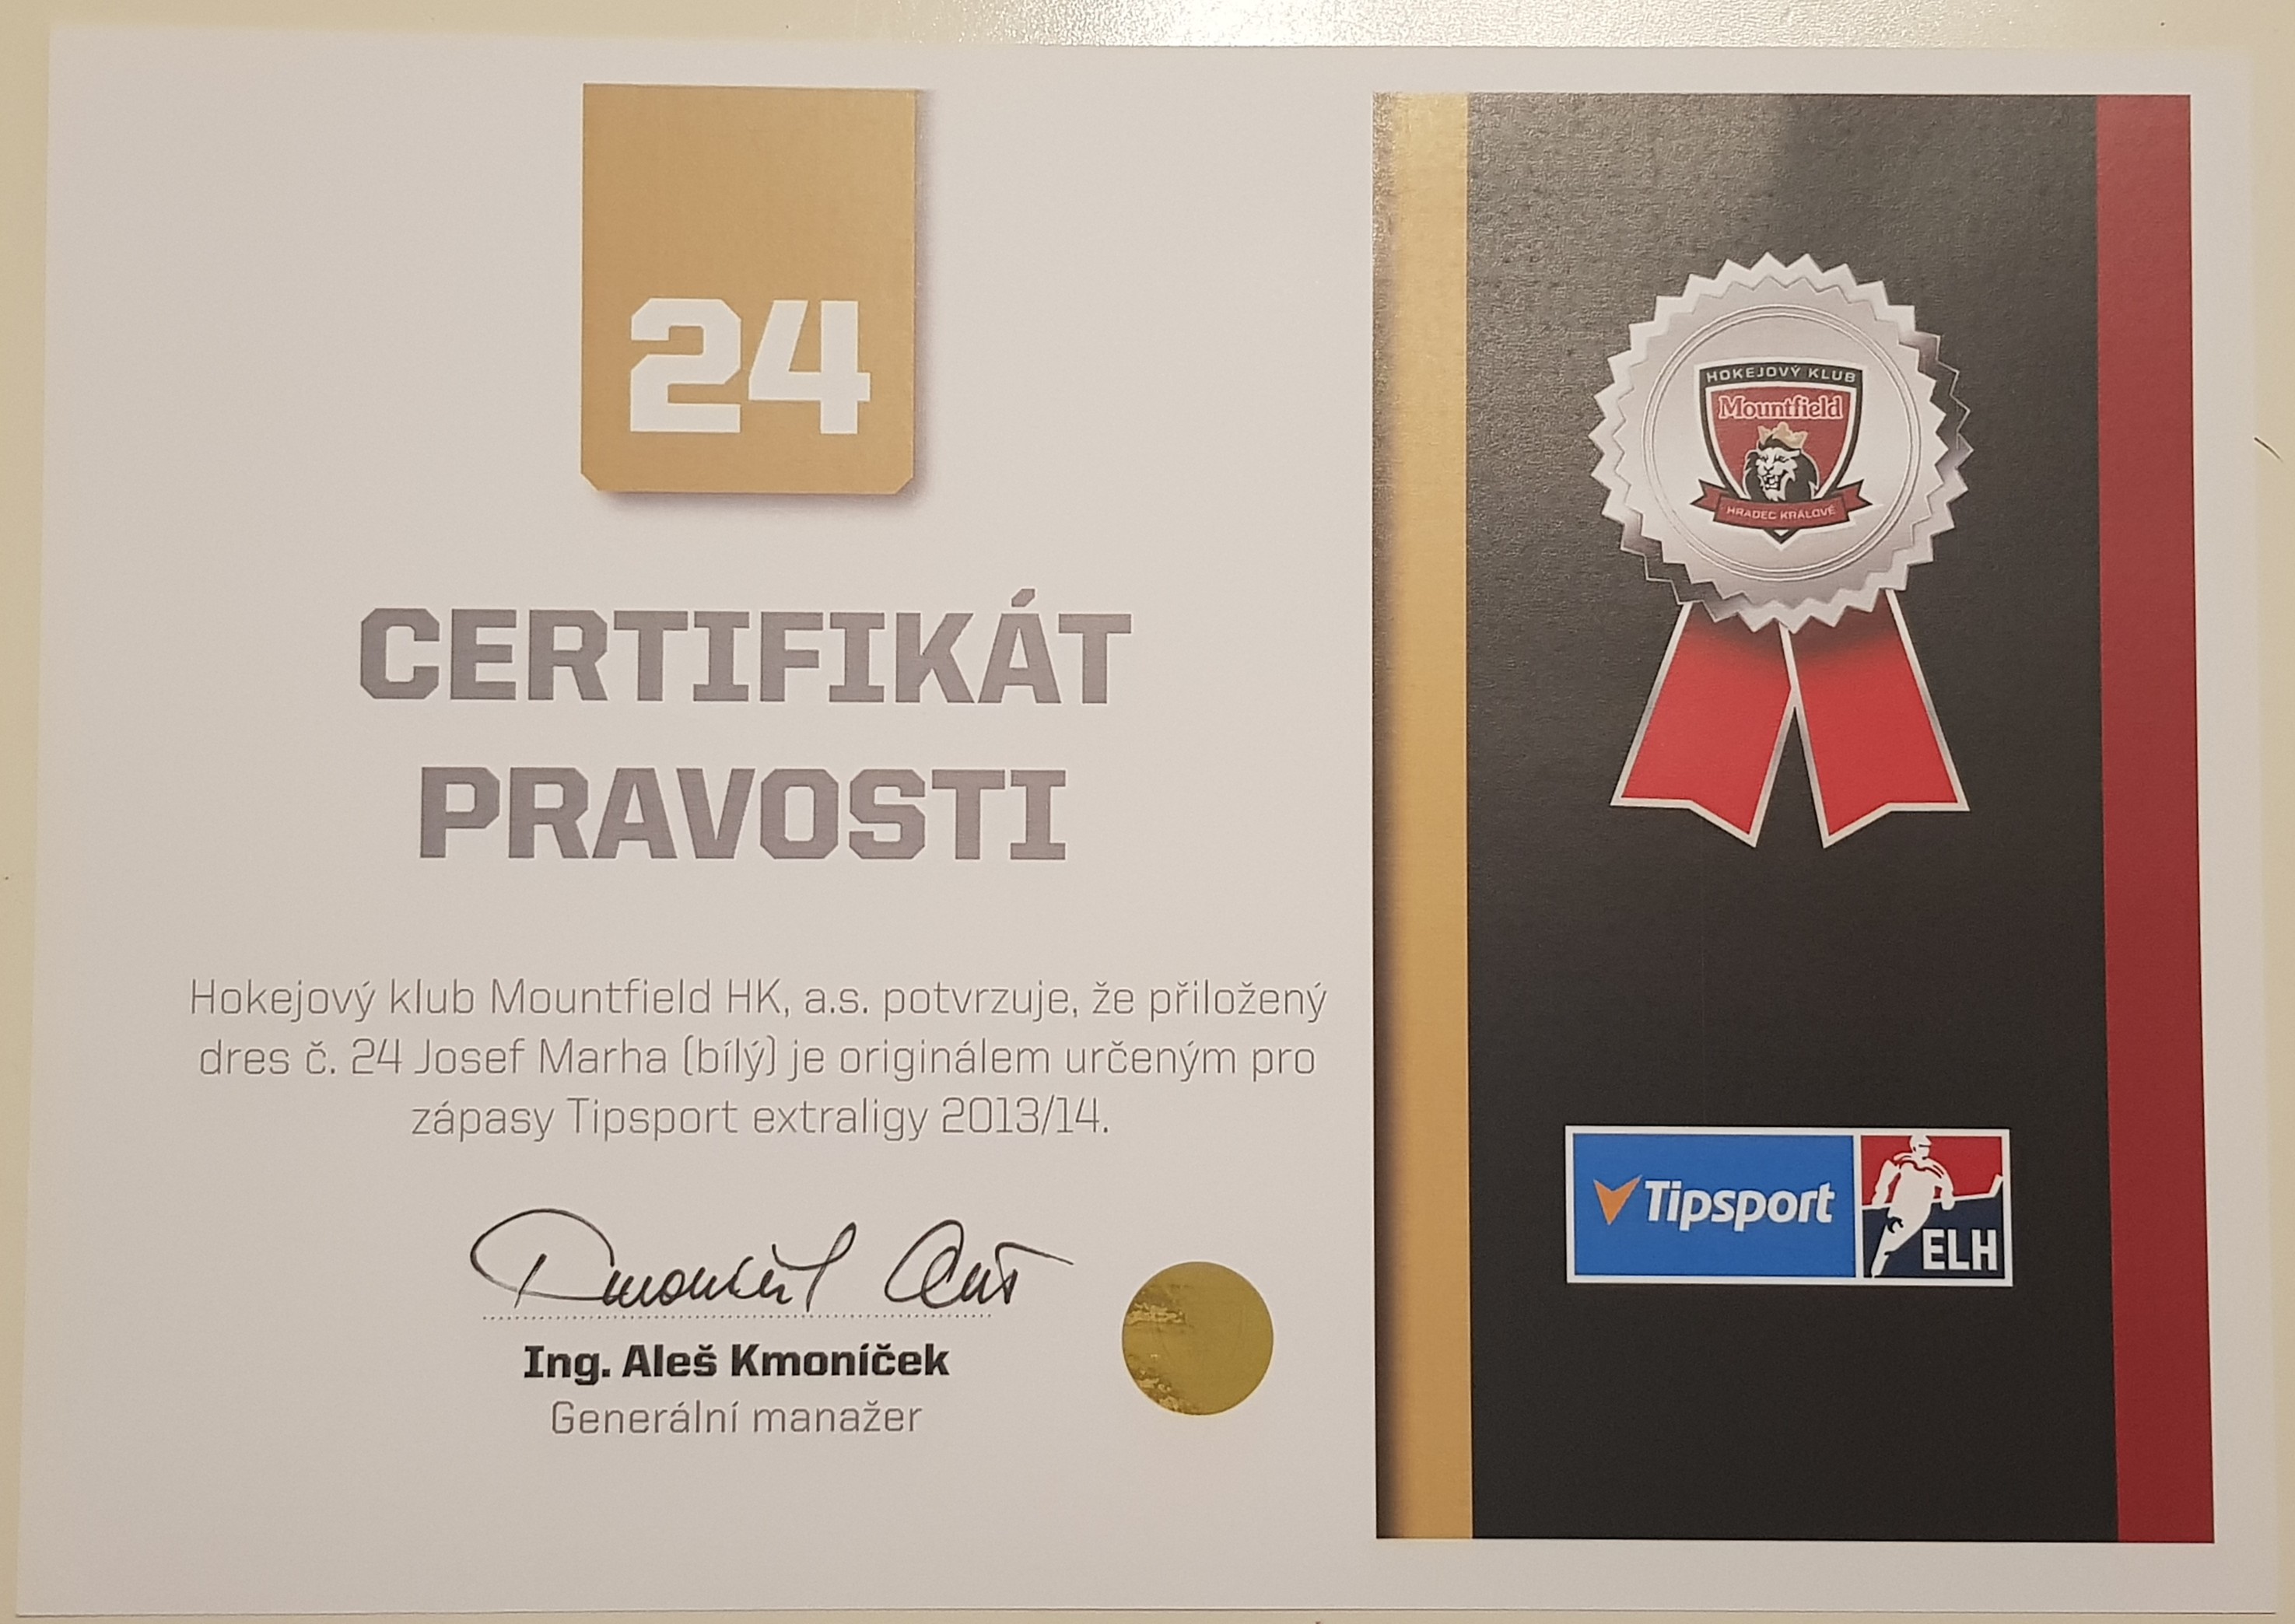 24
CERTIFIKÁT
PRAVOSTI
Hokejový klub Mountfield HK, a.s. potvrzuje, že přiložený
dres č. 24 Josef Marha (bílý) je originálem určeným pro
zápasy Tipsport extraligy 2013/14.
Ing. Aleš Kmoníček
Generální manažer
HOKEJOVÝ KLUB
Mountfield
HRADEC KRÁLOVÉ
Tipsport
ELH